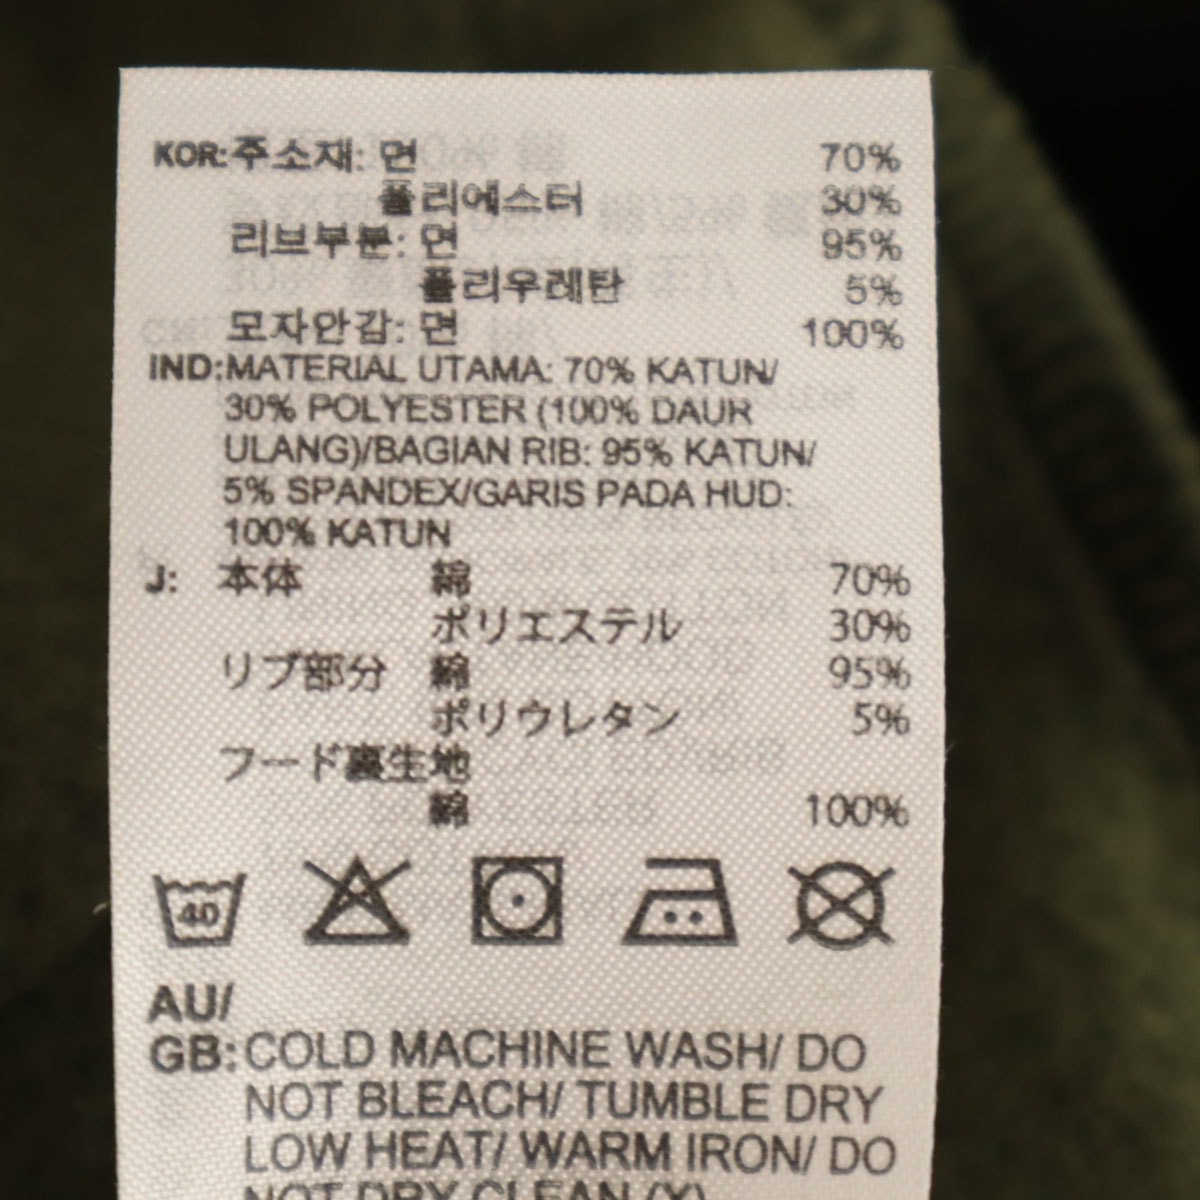 KOR:주소재: 면 70%
폴리에스터 30%
리브부분: 면 95%
폴리우레탄 5%
모자안감: 면 100%
IND:MATERIAL UTAMA: 70% KATUN/
30% POLYESTER (100% DAUR
ULANG)/BAGIAN RIB: 95% KATUN/
5% SPANDEX/GARIS PADA HUD:
100% KATUN
J: 本体 綿 70%
ポリエステル 30%
リブ部分 綿 95%
ポリウレタン 5%
フード裏生地
綿 100%
40
AU/
GB:COLD MACHINE WASH/ DO
NOT BLEACH/ TUMBLE DRY
LOW HEAT/ WARM IRON/ DO
NOT DRY CLEAN (X)